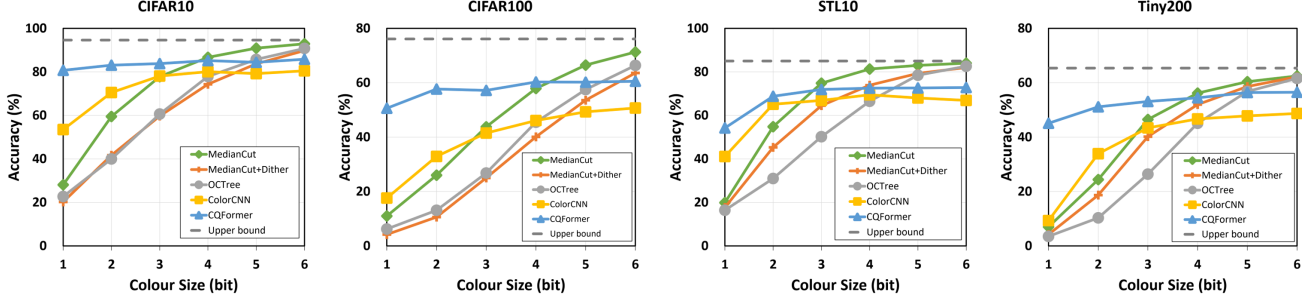 CIFAR10
Accuracy (%)
100
80
60
40
20
0
MedianCut
MedianCut+Dither
OCTree
ColorCNN
CQFormer
Upper bound
1 2 3 4 5 6
Colour Size (bit)
CIFAR100
Accuracy (%)
80
60
40
20
0
MedianCut
MedianCut+Dither
OCTree
ColorCNN
CQFormer
Upper bound
1 2 3 4 5 6
Colour Size (bit)
STL10
Accuracy (%)
100
80
60
40
20
0
MedianCut
MedianCut+Dither
OCTree
ColorCNN
CQFormer
Upper bound
1 2 3 4 5 6
Colour Size (bit)
Tiny200
Accuracy (%)
80
60
40
20
0
MedianCut
MedianCut+Dither
OCTree
ColorCNN
CQFormer
Upper bound
1 2 3 4 5 6
Colour Size (bit)